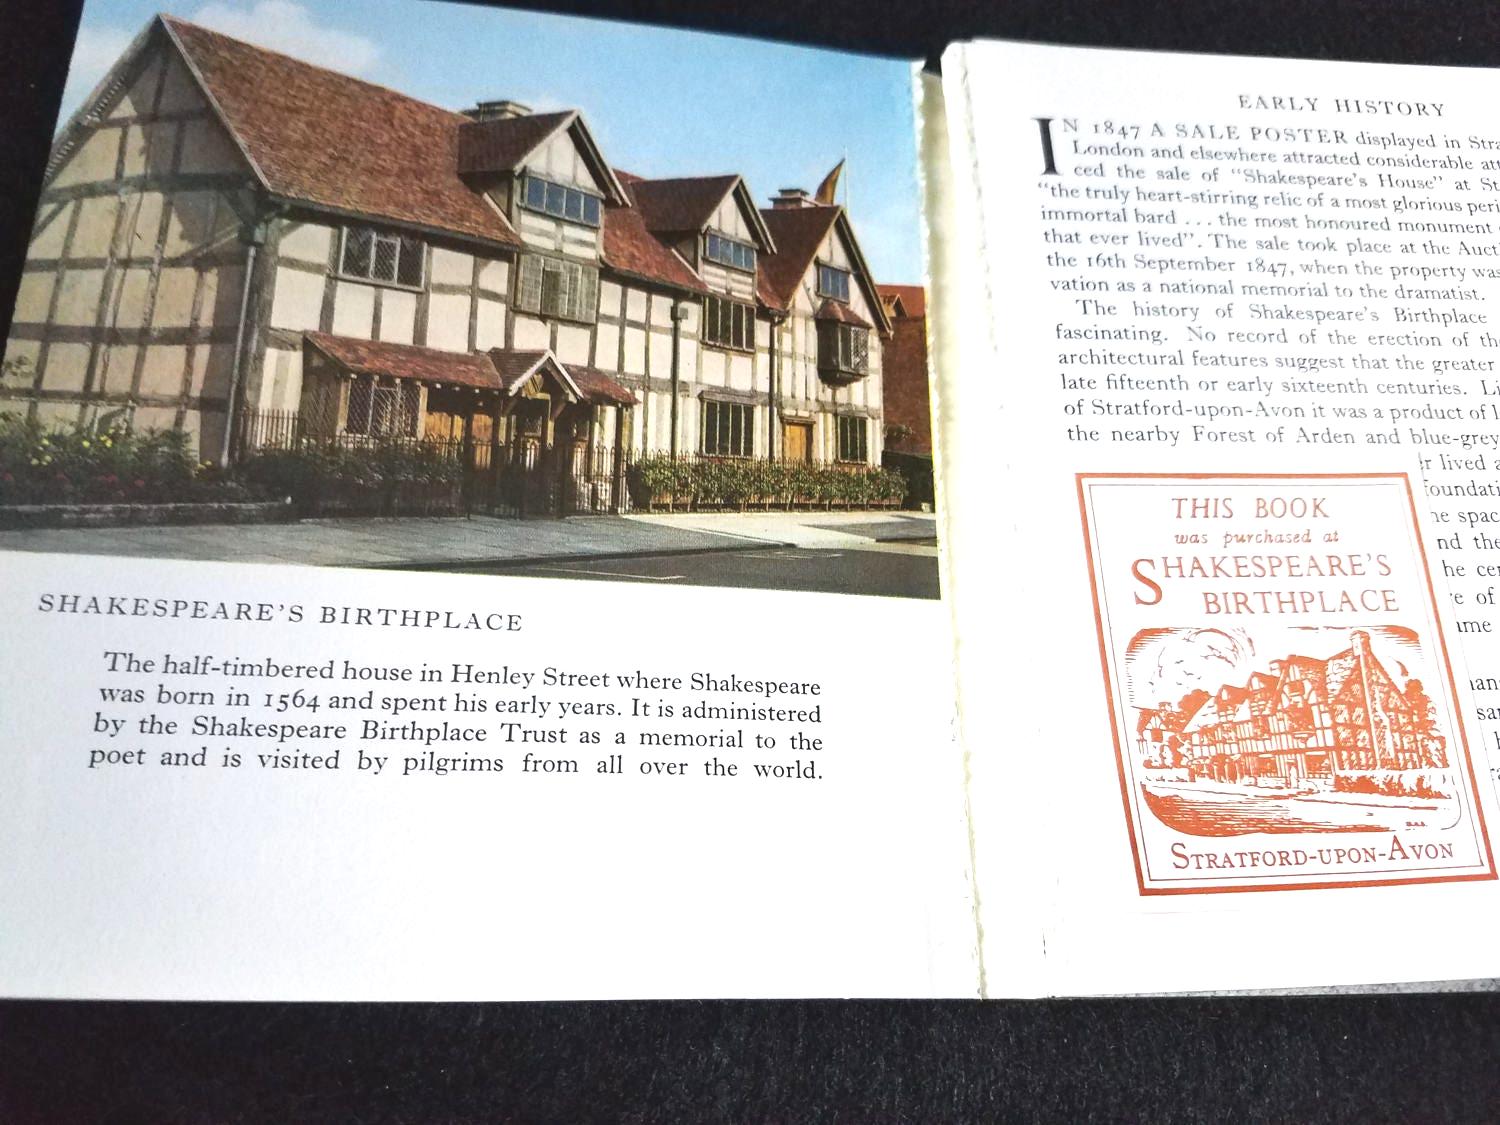 SHAKESPEARE'S BIRTHPLACE
The half-timbered house in Henley Street where Shakespeare
was born in 1564 and spent his early years. It is administered
by the Shakespeare Birthplace Trust as a memorial to the
poet and is visited by pilgrims from all over the world.
EARLY HISTORY
IN 1847 A SALE POSTER displayed in
London and elsewhere attracted considerable
ced the sale of "Shakespeare's House" at
"the truly heart-stirring relic of a most glorious
immortal bard ... the most honoured monument
that ever lived". The sale took place at the
the 16th September 1847, when the property was
vation as a national memorial to the dramatist.
The history of Shakespeare's Birthplace
fascinating. No record of the erection of
architectural features suggest that the greater
late fifteenth or early sixteenth centuries.
of Stratford-upon-Avon it was a product of
the nearby Forest of Arden and blue-grey
lived
THIS BOOK
was purchased at
SHAKESPEARE'S
BIRTHPLACE
STRATFORD-UPON-AVON